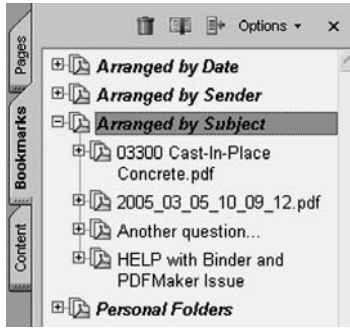 Options
Pages
Bookmarks
Content
Arranged by Date
Arranged by Sender
Arranged by Subject
03300 Cast-In-Place
Concrete.pdf
2005_03_05_10_09_12.pdf
Another question...
HELP with Binder and
PDFMaker Issue
Personal Folders